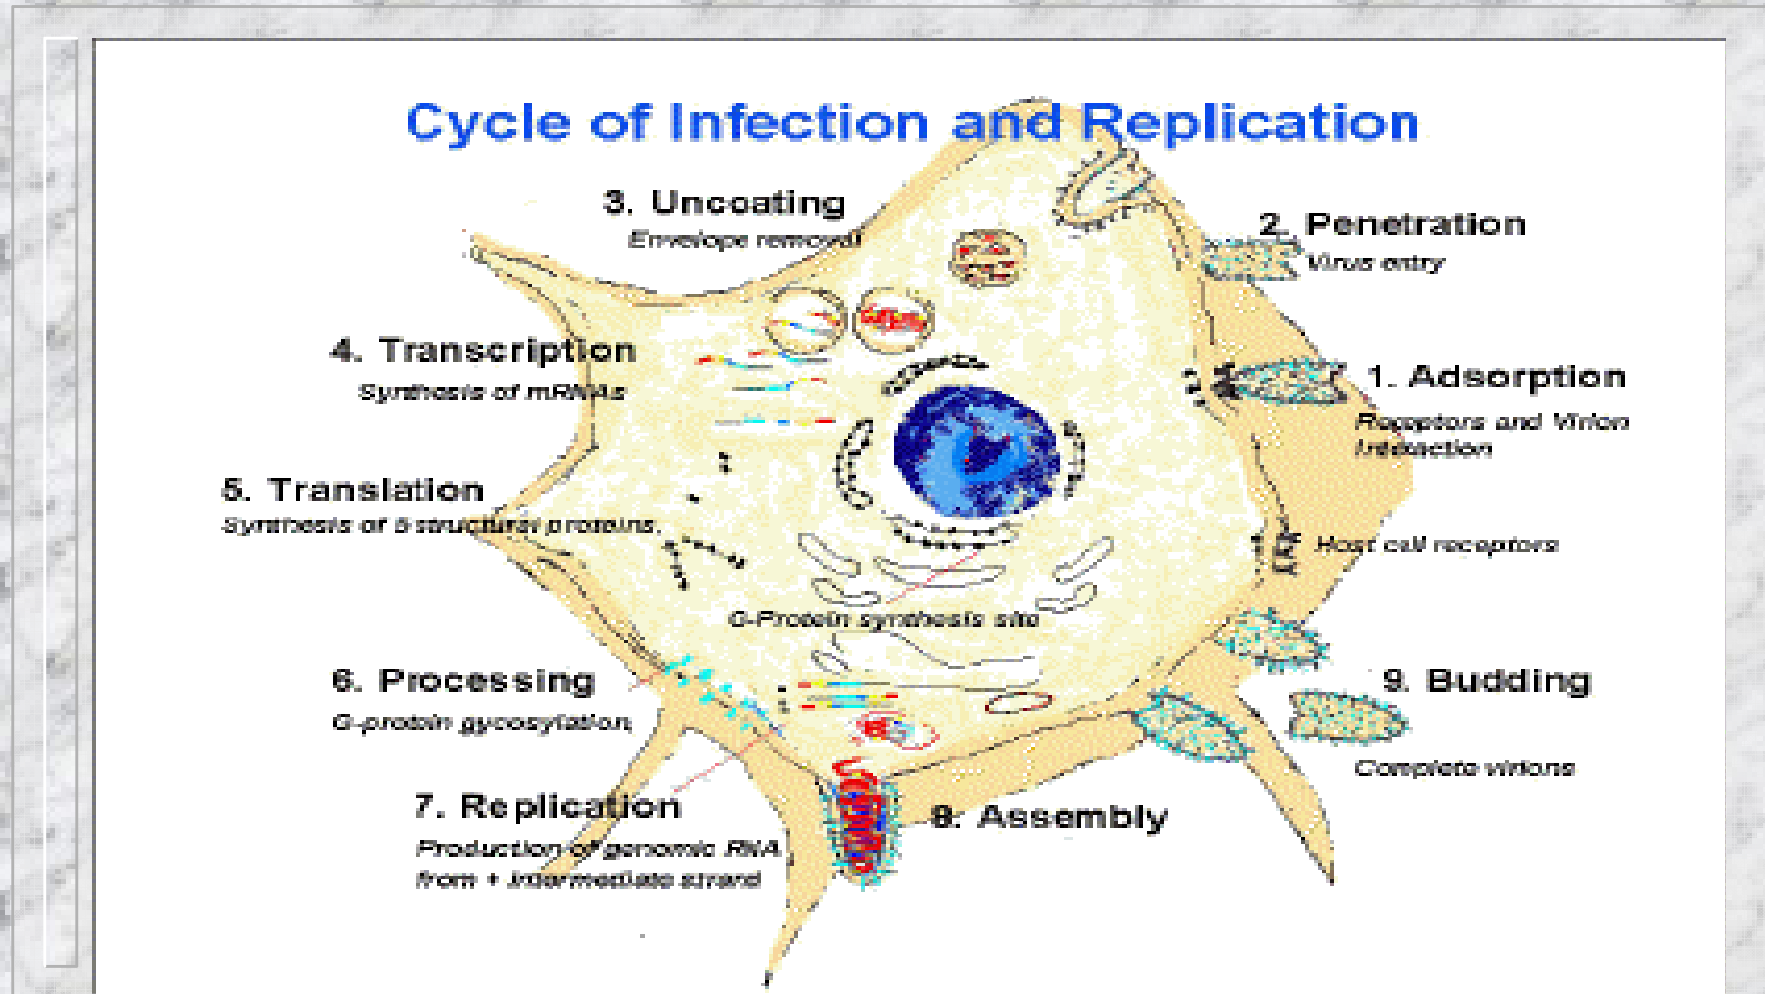 Cycle of Infection and Replication
3. Uncoating
Envelope removal
2. Penetration
Virus entry
4. Transcription
Synthesis of mRNAs
1. Adsorption
Receptors and Virion
Interaction
5. Translation
Synthesis of 5 structural proteins.
Host cell receptors
G-Protein synthesis site
6. Processing
G-protein gycosylation
9. Budding
Complete virions
7. Replication
Production of genomic RNA
from + intermediate strand
8. Assembly